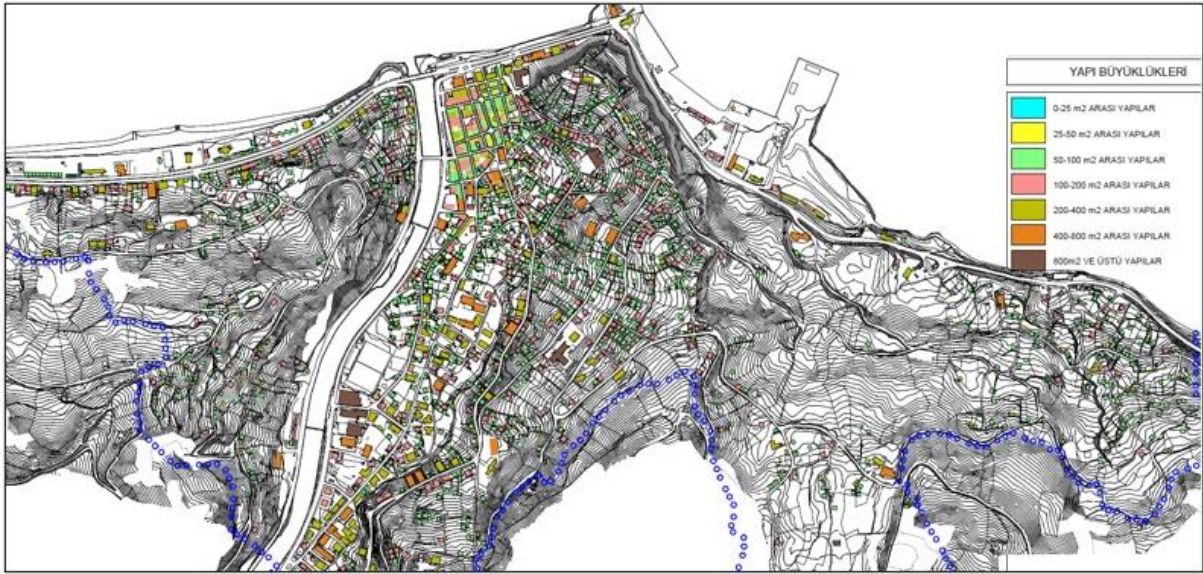 YAPI BÜYÜKLÜKLERİ
0-25 m2 ARASI YAPILAR
25-50 m2 ARASI YAPILAR
50-100 m2 ARASI YAPILAR
100-200 m2 ARASI YAPILAR
200-400 m2 ARASI YAPILAR
400-800 m2 ARASI YAPILAR
800m2 VE ÜSTÜ YAPILAR